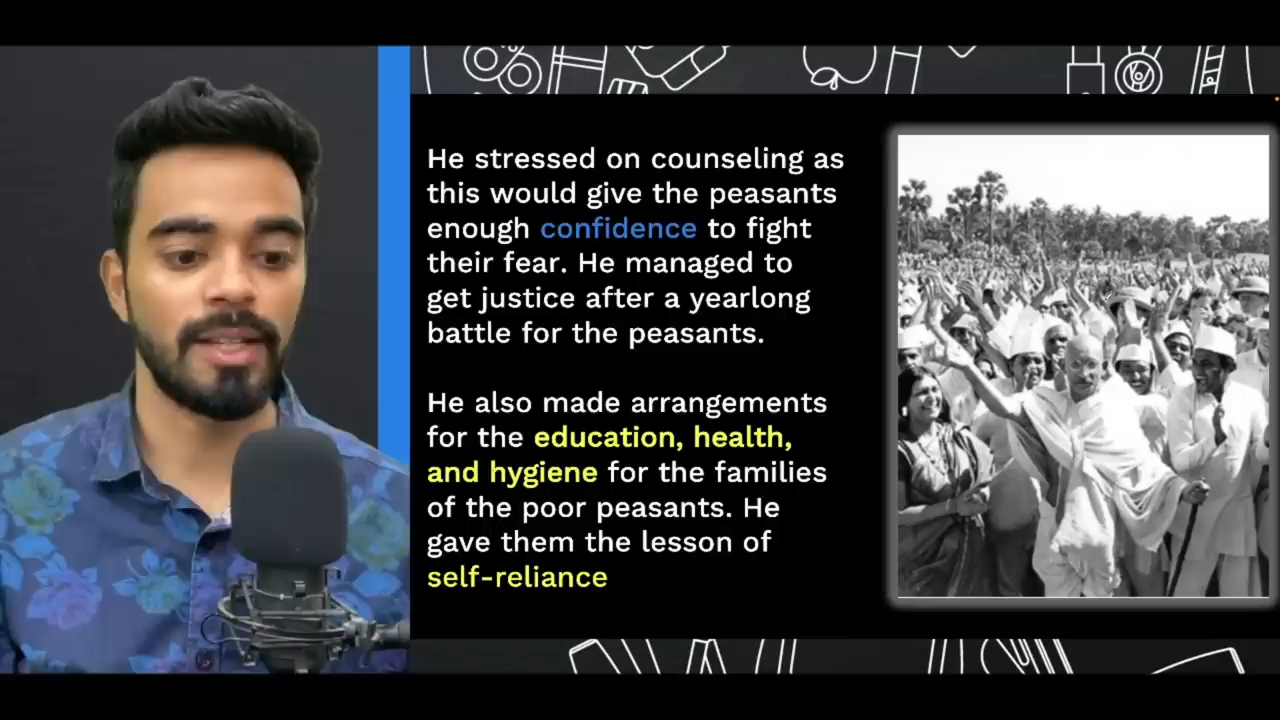 He stressed on counseling as
this would give the peasants
enough confidence to fight
their fear. He managed to
get justice after a yearlong
battle for the peasants.
He also made arrangements
for the education, health,
and hygiene for the families
of the poor peasants. He
gave them the lesson of
self-reliance